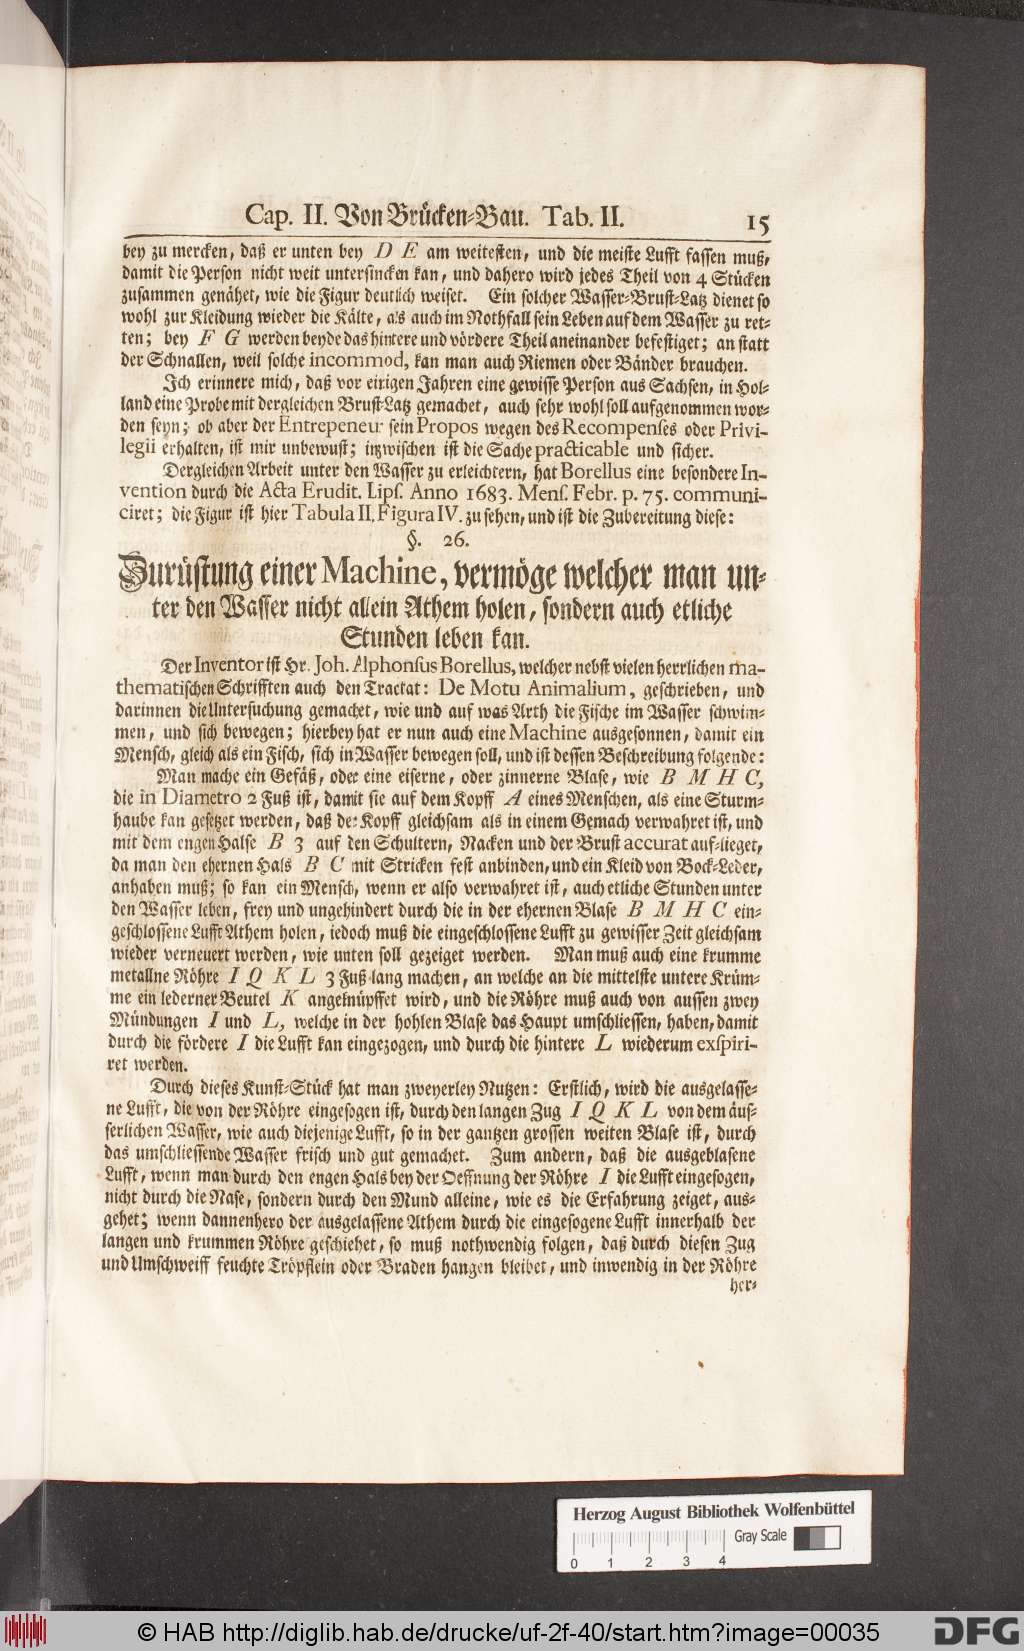 Cap. II. Von Brücken-Bau. Tab. II. 15
bey zu mercken, daß er unten bey D E am weitesten, und die meiste Lufft fassen muß,
damit die Person nicht weit untersincken kan, und dahero wird jedes Theil von 4 Stücken
zusammen genähet, wie die Figur deutlich weiset. Ein solcher Wasser-Brust-Latz dienet so
wohl zur Kleidung wieder die Kälte, als auch im Nothfall sein Leben auf dem Wasser zu ret-
ten; bey F G werden beyde das hintere und vördere Theil aneinander befestiget; an statt
der Schnallen, weil solche incommod, kan man auch Riemen oder Bänder brauchen.
Ich erinnere mich, daß vor einigen Jahren eine gewisse Person aus Sachsen, in Hol-
land eine Probe mit dergleichen Brust-Latz gemachet, auch sehr wohl soll aufgenommen wor-
den seyn; ob aber der Entrepeneur sein Propos wegen des Recompenses oder Privi-
legii erhalten, ist mir unbewust; inzwischen ist die Sache practicable und sicher.
Dergleichen Arbeit unter den Wasser zu erleichtern, hat Borellus eine besondere In-
vention durch die Acta Erudit. Lips. Anno 1683. Mens. Febr. p. 75. communi-
ciret; die Figur ist hier Tabula II. Figura IV. zu sehen, und ist die Zubereitung diese:
§. 26.
Zurüstung einer Machine, vermöge welcher man un-
ter den Wasser nicht allein Athem holen, sondern auch etliche
Stunden leben kan.
Der Inventor ist Hr. Joh. Alphonsus Borellus, welcher nebst vielen herrlichen ma-
thematischen Schrifften auch den Tractat: De Motu Animalium, geschrieben, und
darinnen die Untersuchung gemachet, wie und auf was Arth die Fische im Wasser schwim-
men, und sich bewegen; hierbey hat er nun auch eine Machine ausgesonnen, damit ein
Mensch, gleich als ein Fisch, sich in Wasser bewegen soll, und ist dessen Beschreibung folgende:
Man mache ein Gefäß, oder eine eiserne, oder zinnerne Blase, wie B M H C,
die in Diametro 2 Fuß ist, damit sie auf dem Kopff A eines Menschen, als eine Sturm-
haube kan gesetzet werden, daß der Kopff gleichsam als in einem Gemach verwahret ist, und
mit dem engen Halse B 3 auf den Schultern, Nacken und der Brust accurat auf-lieget,
da man den ehernen Hals B C mit Stricken fest anbinden, und ein Kleid von Bock-Leder,
anhaben muß; so kan ein Mensch, wenn er also verwahret ist, auch etliche Stunden unter
den Wasser leben, frey und ungehindert durch die in der ehernen Blase B M H C ein-
geschlossene Lufft Athem holen, iedoch muß die eingeschlossene Lufft zu gewisser Zeit gleichsam
wieder verneuert werden, wie unten soll gezeiget werden. Man muß auch eine krumme
metallne Röhre I Q K L 3 Fuß lang machen, an welche an die mittelste untere Krüm-
me ein lederner Beutel K angeknüpffet wird, und die Röhre muß auch von aussen zwey
Mündungen I und L, welche in der hohlen Blase das Haupt umschliessen, haben, damit
durch die fördere I die Lufft kan eingezogen, und durch die hintere L wiederum exspiri-
ret werden.
Durch dieses Kunst-Stück hat man zweyerley Nutzen: Erstlich, wird die ausgelasse-
ne Lufft, die von der Röhre eingesogen ist, durch den langen Zug I Q K L von dem äus-
serlichen Wasser, wie auch diejenige Lufft, so in der gantzen grossen weiten Blase ist, durch
das umschliessende Wasser frisch und gut gemachet. Zum andern, daß die ausgeblasene
Lufft, wenn man durch den engen Hals bey der Oeffnung der Röhre I die Lufft eingesogen,
nicht durch die Nase, sondern durch den Mund alleine, wie es die Erfahrung zeiget, aus-
gehet; wenn dannenhero der ausgelassene Athem durch die eingesogene Lufft innerhalb der
langen und krummen Röhre geschiehet, so muß nothwendig folgen, daß durch diesen Zug
und Umschweiff feuchte Tröpflein oder Braden hangen bleibet, und inwendig in der Röhre
her-
Herzog August Bibliothek Wolfenbüttel
Gray Scale
0 1 2 3 4
© HAB http://diglib.hab.de/drucke/uf-2f-40/start.htm?image=00035
DFG